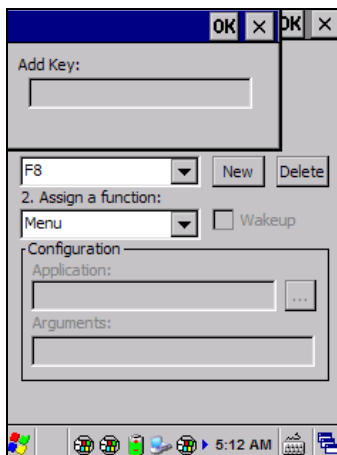 OK × OK ×
Add Key:
F8 New Delete
2. Assign a function:
Menu Wakeup
Configuration
Application:
...
Arguments:
5:12 AM